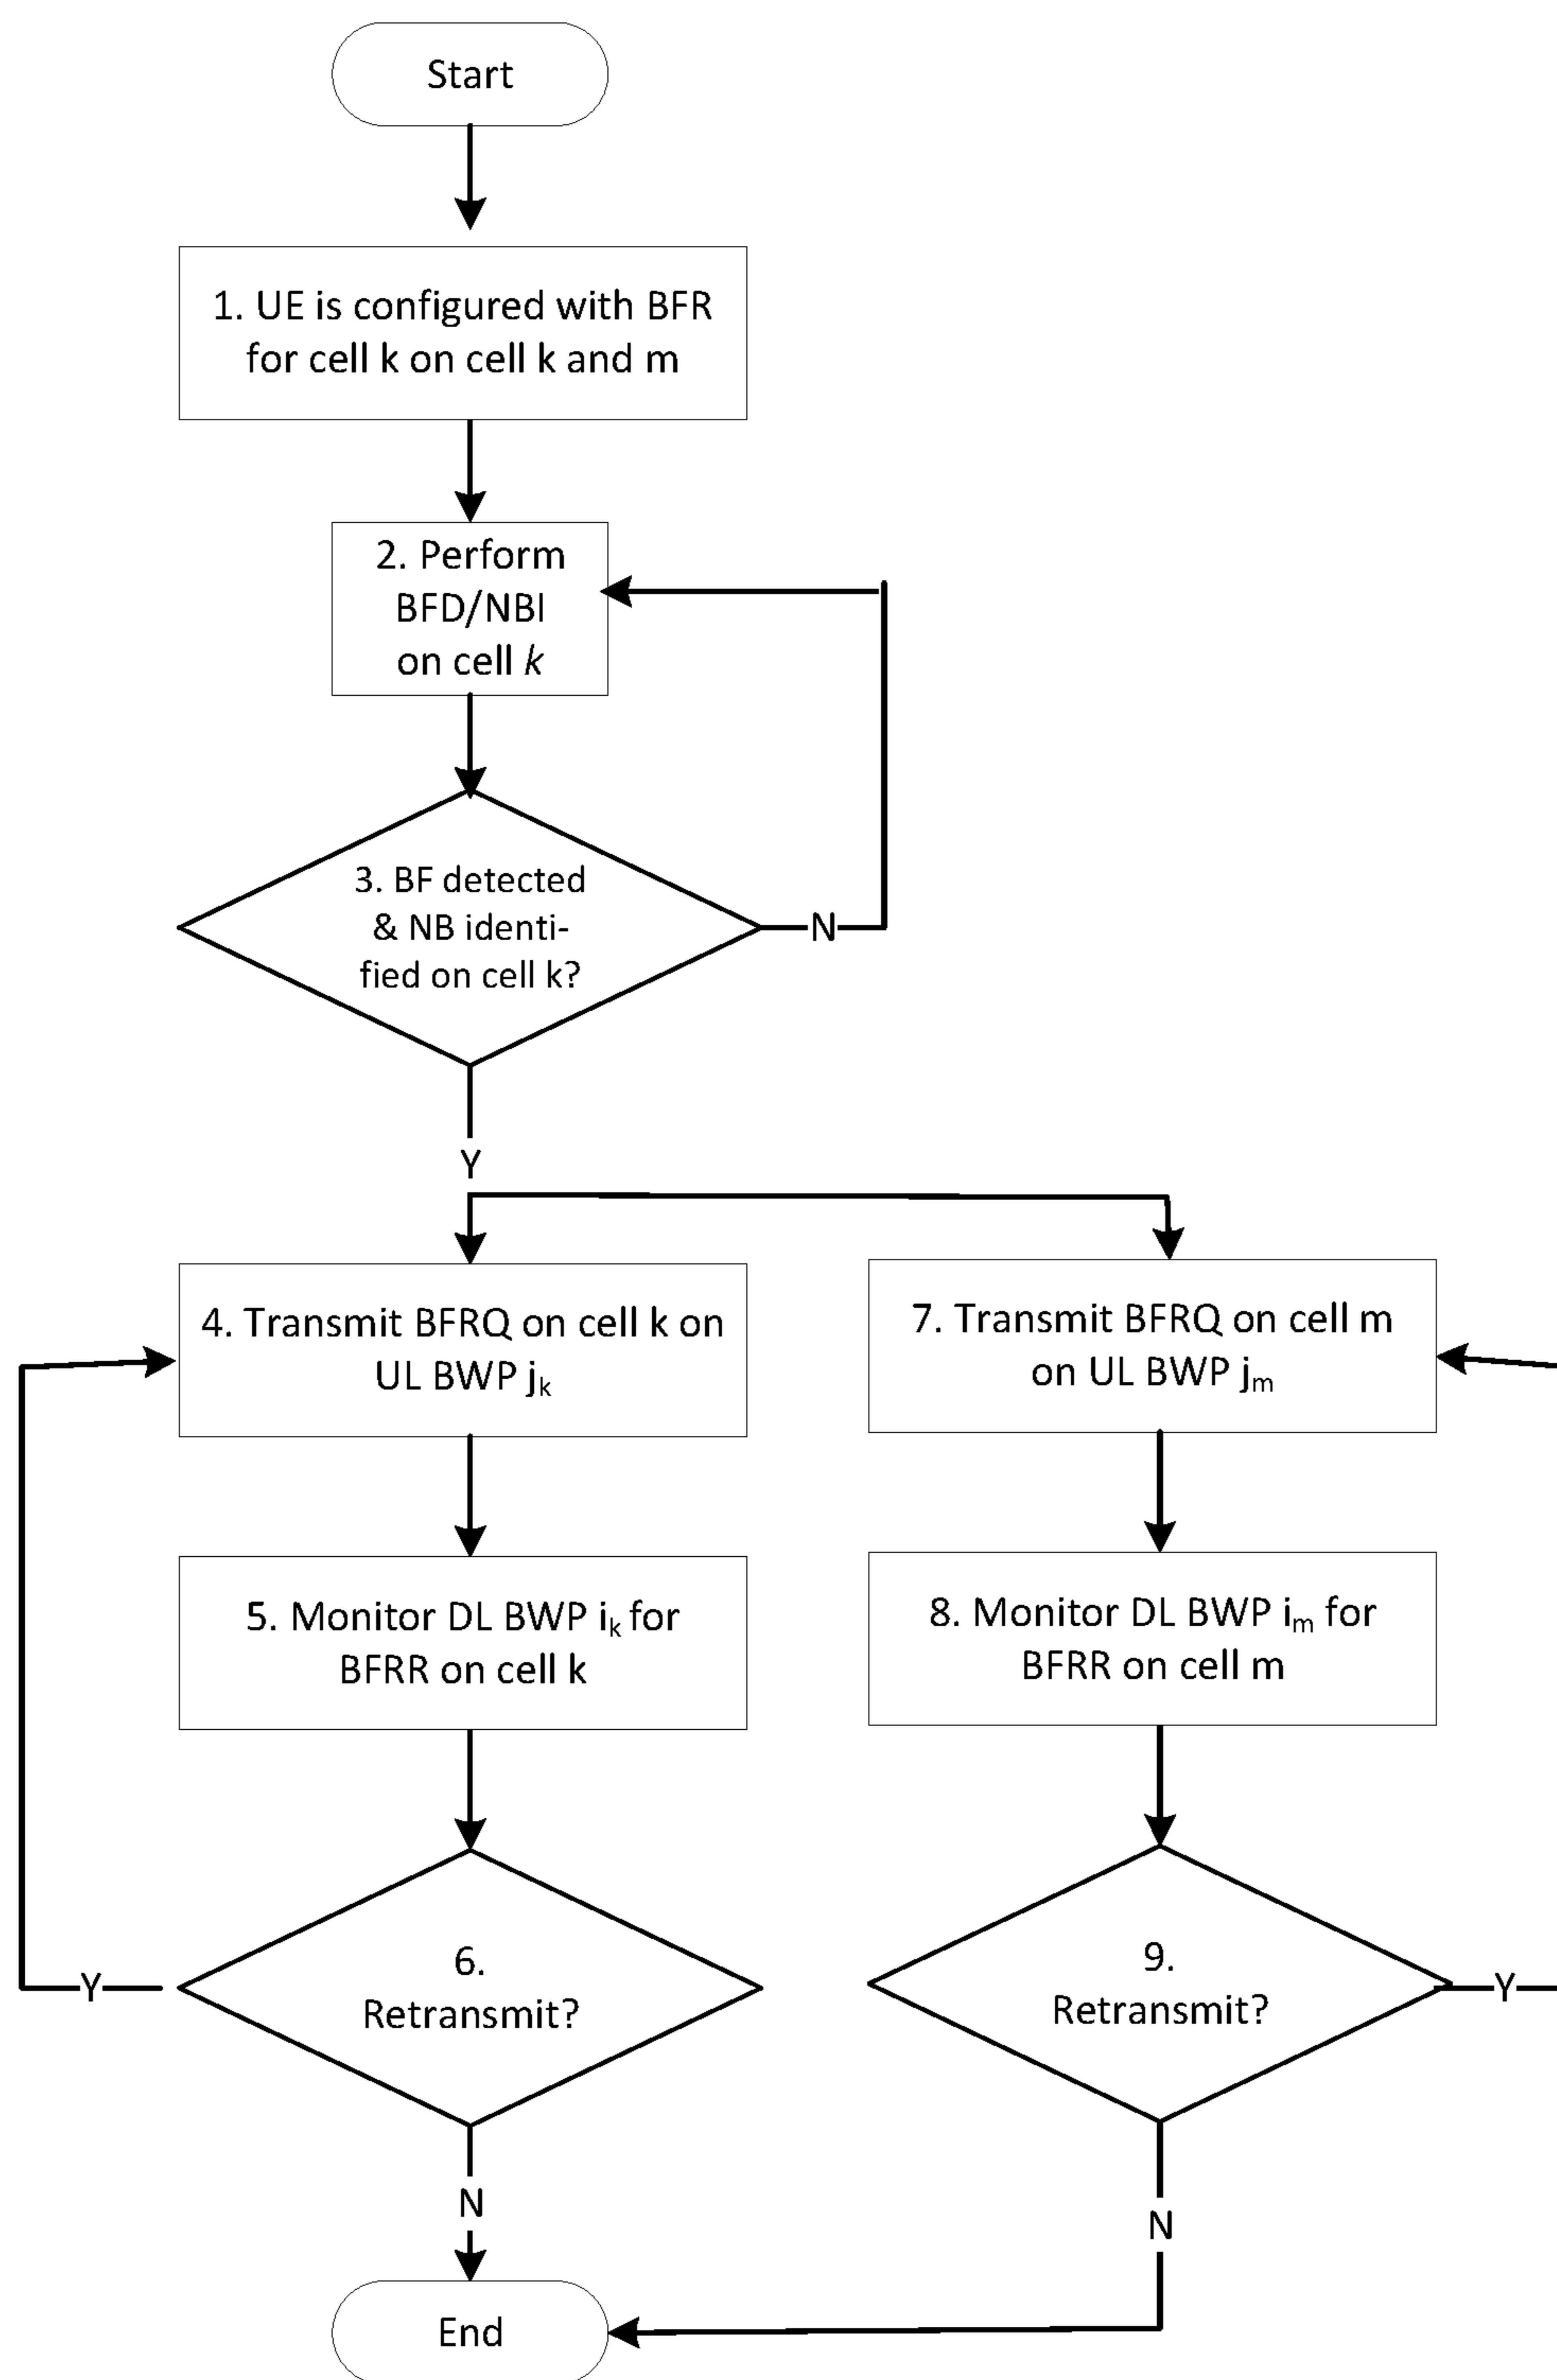 Start
1. UE is configured with BFR
for cell k on cell k and m
2. Perform
BFD/NBI
on cell k
3. BF detected
& NB identi-
fied on cell k?
N
Y
4. Transmit BFRQ on cell k on
UL BWP jk
7. Transmit BFRQ on cell m
on UL BWP jm
5. Monitor DL BWP ik for
BFRR on cell k
8. Monitor DL BWP im for
BFRR on cell m
6.
Retransmit?
Y
9.
Retransmit?
Y
N
N
End